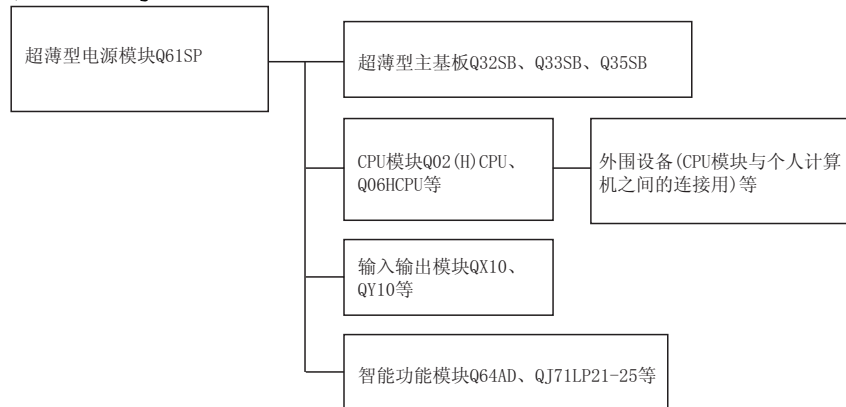 超薄型电源模块Q61SP
超薄型主基板Q32SB、Q33SB、Q35SB
CPU模块Q02(H)CPU、
Q06HCPU等
外围设备(CPU模块与个人计算
机之间的连接用)等
输入输出模块QX10、
QY10等
智能功能模块Q64AD、QJ71LP21-25等